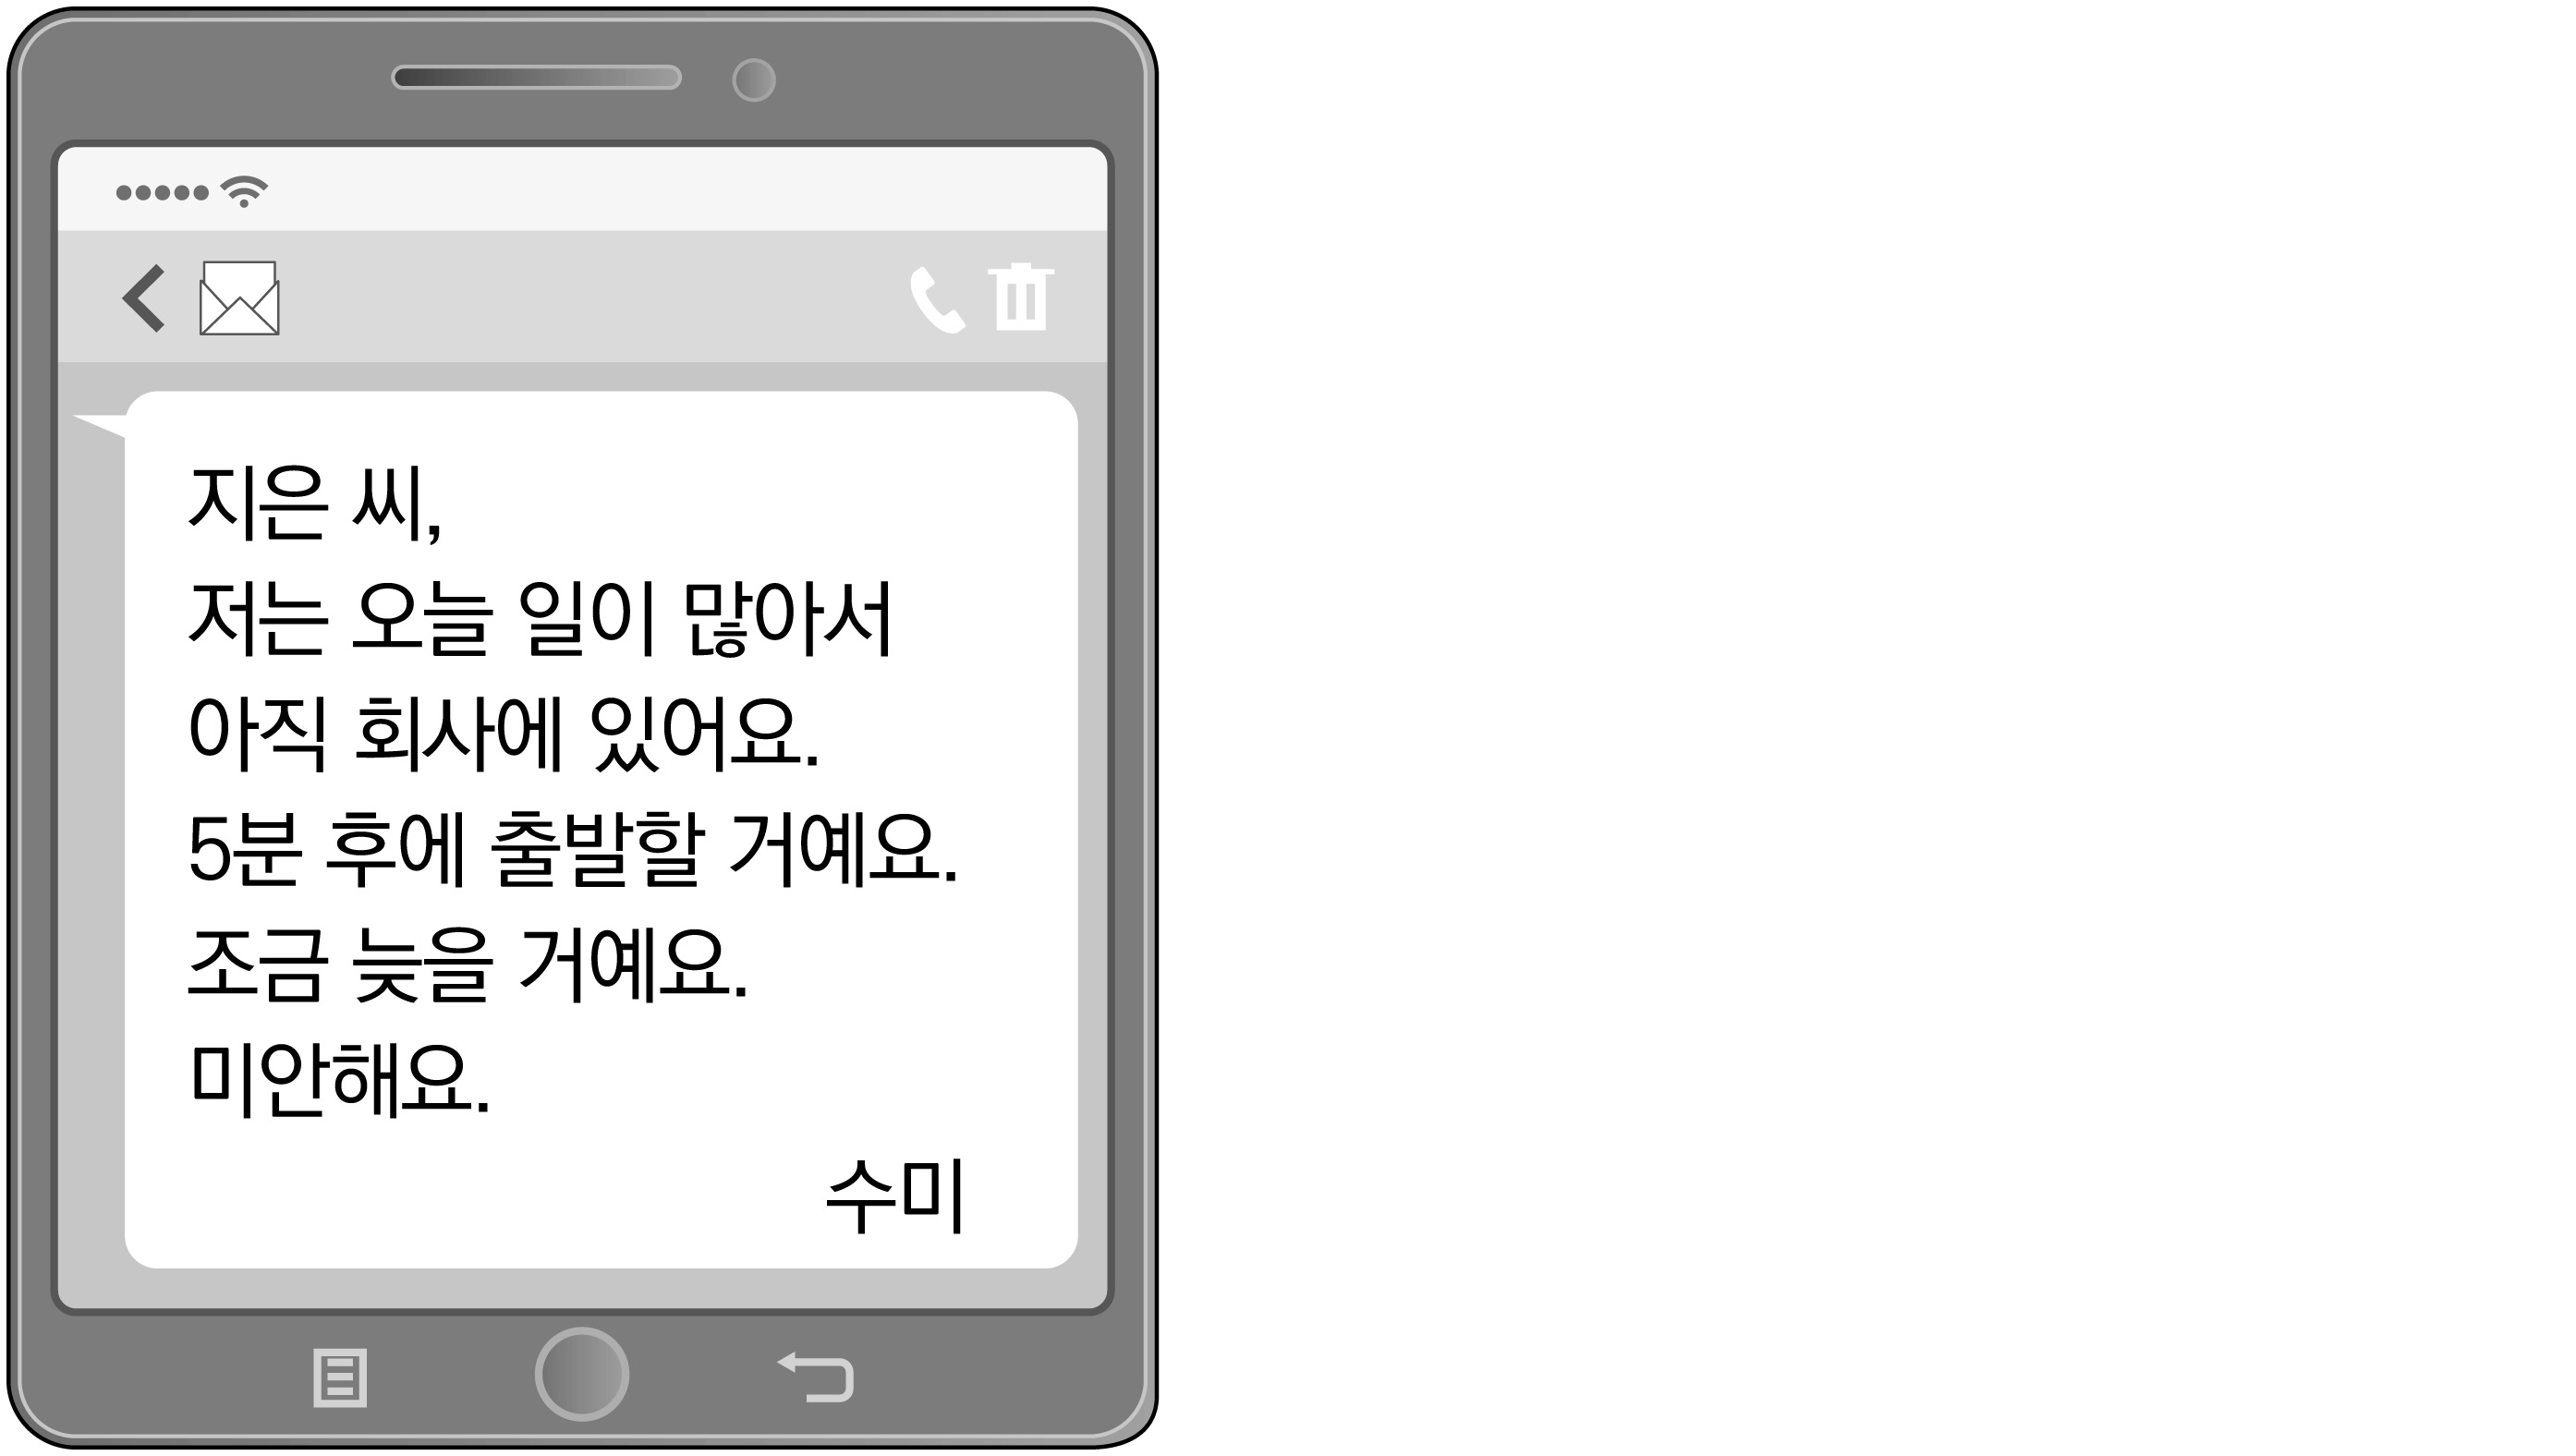 지은 씨,
저는 오늘 일이 많아서
아직 회사에 있어요.
5분 후에 출발할 거예요.
조금 늦을 거예요.
미안해요.
수미